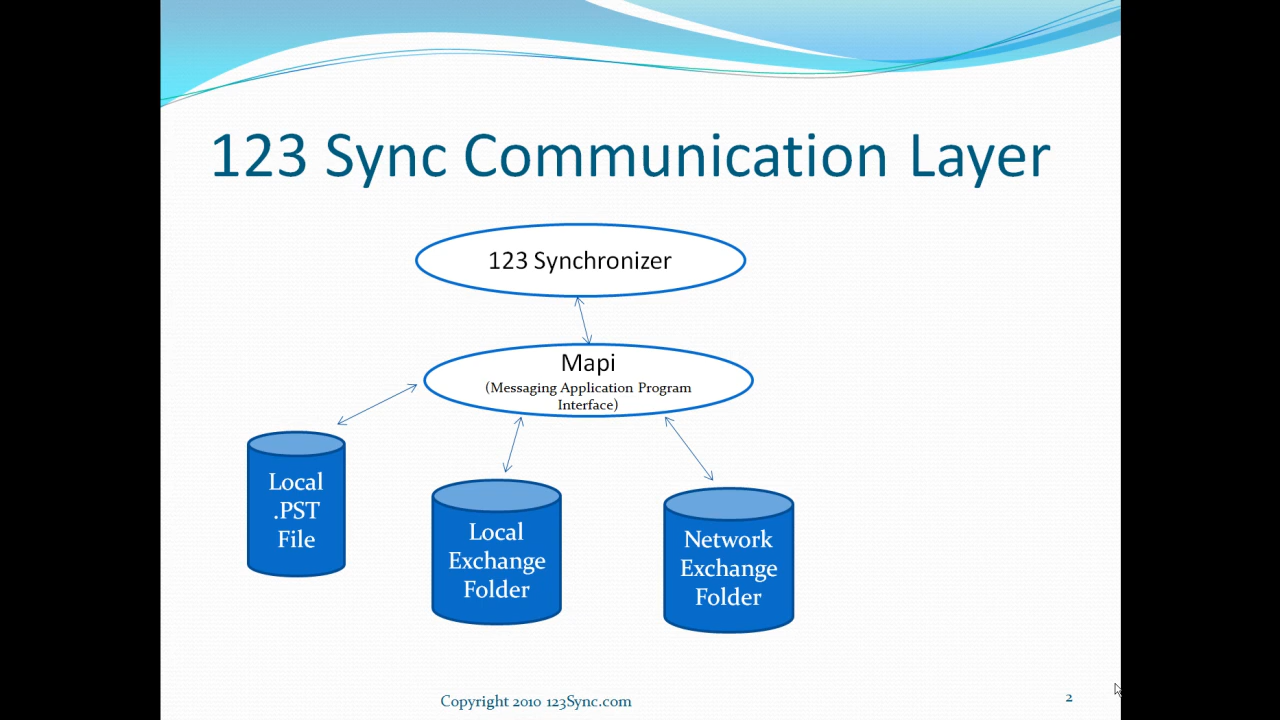 123 Sync Communication Layer
123 Synchronizer
Mapi
(Messaging Application Program
Interface)
Local
.PST
File
Local
Exchange
Folder
Network
Exchange
Folder
Copyright 2010 123Sync.com
2